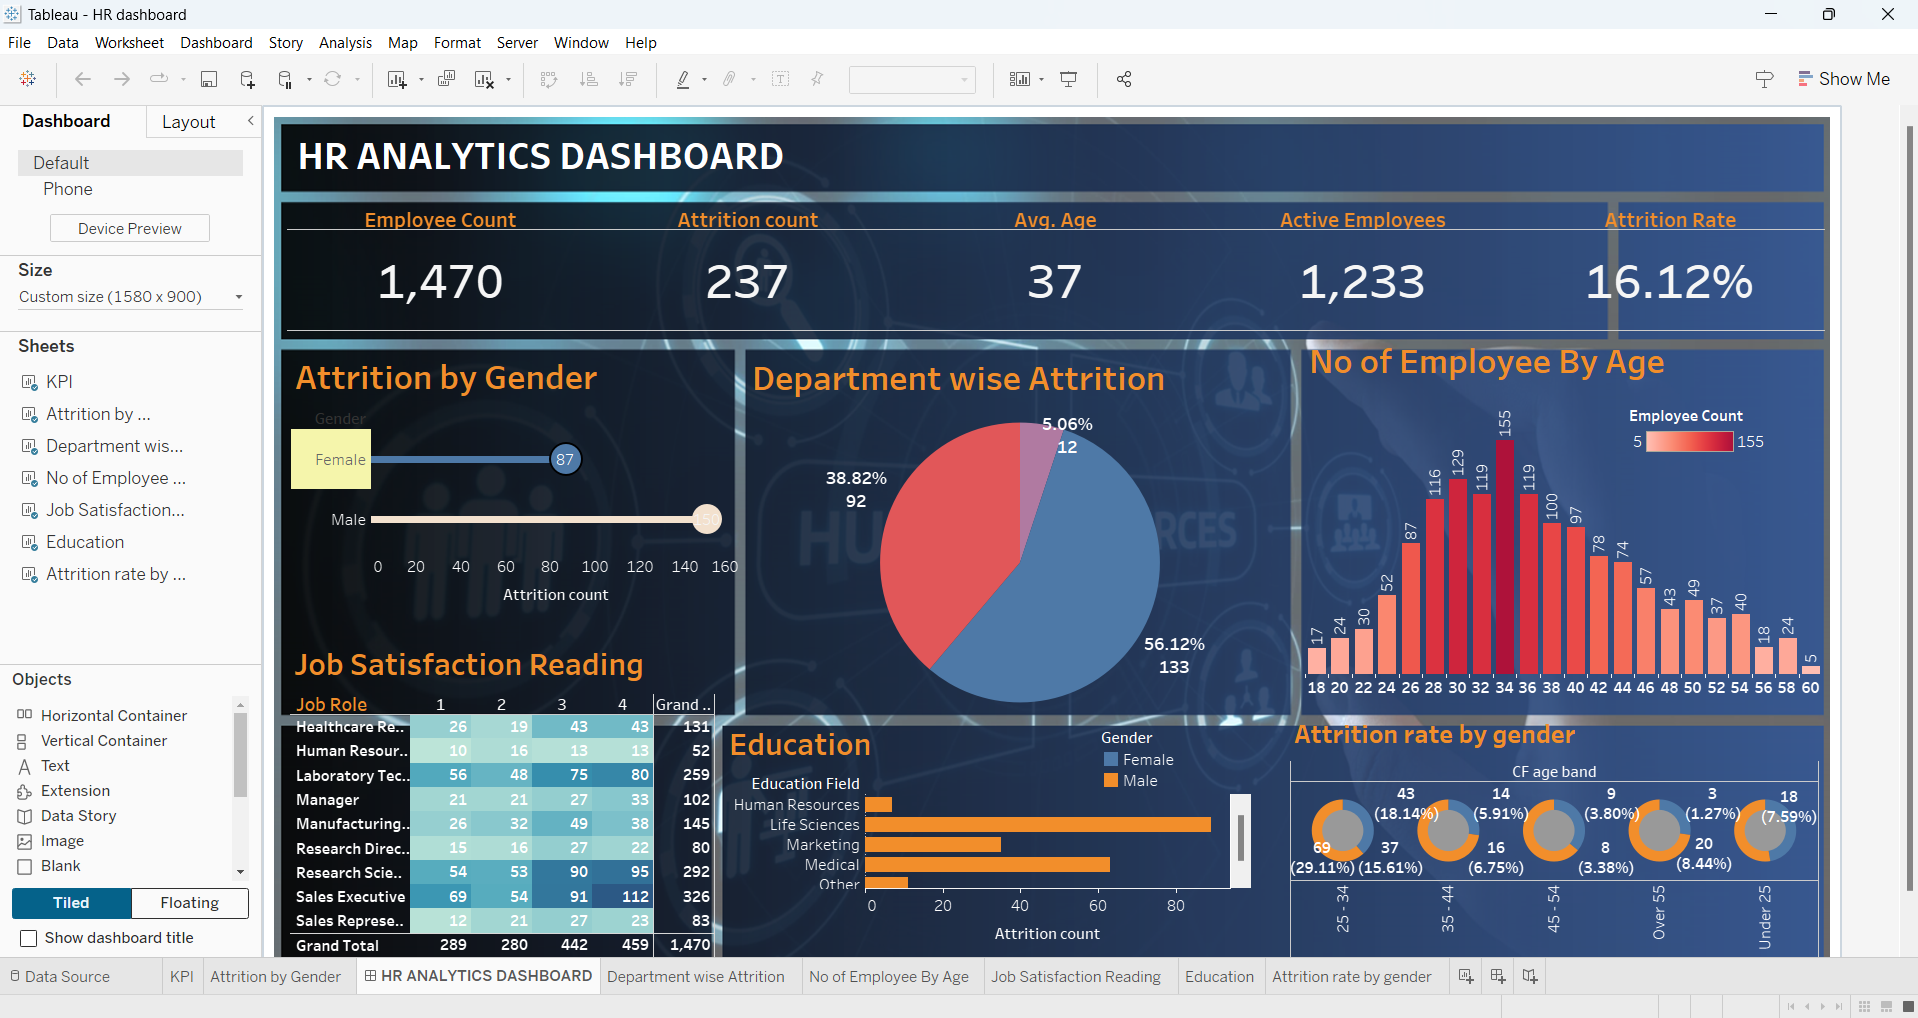 Tableau - HR dashboard
File Data Worksheet Dashboard Story Analysis Map Format Server Window Help
Show Me
Dashboard
Layout
Default
Phone
Device Preview
Size
Custom size (1580 x 900)
Sheets
KPI
Attrition by ...
Department wis...
No of Employee ...
Job Satisfaction...
Education
Attrition rate by ...
Objects
Horizontal Container
Vertical Container
Text
Extension
Data Story
Image
Blank
Tiled Floating
Show dashboard title
HR ANALYTICS DASHBOARD
Employee Count Attrition count Avg. Age Active Employees Attrition Rate
1,470 237 37 1,233 16.12%
Attrition by Gender
Gender
Female 87
Male 150
0 20 40 60 80 100 120 140 160
Attrition count
Department wise Attrition
5.06%
12
38.82%
92
56.12%
133
No of Employee By Age
Employee Count
5 155
17 24 30 52 87 116 129 119 155 119 100 97 78 74 57 43 49 37 40 18 24 5
18 20 22 24 26 28 30 32 34 36 38 40 42 44 46 48 50 52 54 56 58 60
Job Satisfaction Reading
Job Role 1 2 3 4 Grand ..
Healthcare Re.. 26 19 43 43 131
Human Resour.. 10 16 13 13 52
Laboratory Tec.. 56 48 75 80 259
Manager 21 21 27 33 102
Manufacturing.. 26 32 49 38 145
Research Direc.. 15 16 27 22 80
Research Scie.. 54 53 90 95 292
Sales Executive 69 54 91 112 326
Sales Represe.. 12 21 27 23 83
Grand Total 289 280 442 459 1,470
Education
Gender
Female
Male
Education Field
Human Resources
Life Sciences
Marketing
Medical
Other
0 20 40 60 80
Attrition count
Attrition rate by gender
CF age band
43 14 9 3 18
(18.14%) (5.91%) (3.80%) (1.27%) (7.59%)
69 37 16 8 20
(29.11%) (15.61%) (6.75%) (3.38%) (8.44%)
25 - 34 35 - 44 45 - 54 Over 55 Under 25
Data Source KPI Attrition by Gender HR ANALYTICS DASHBOARD Department wise Attrition No of Employee By Age Job Satisfaction Reading Education Attrition rate by gender